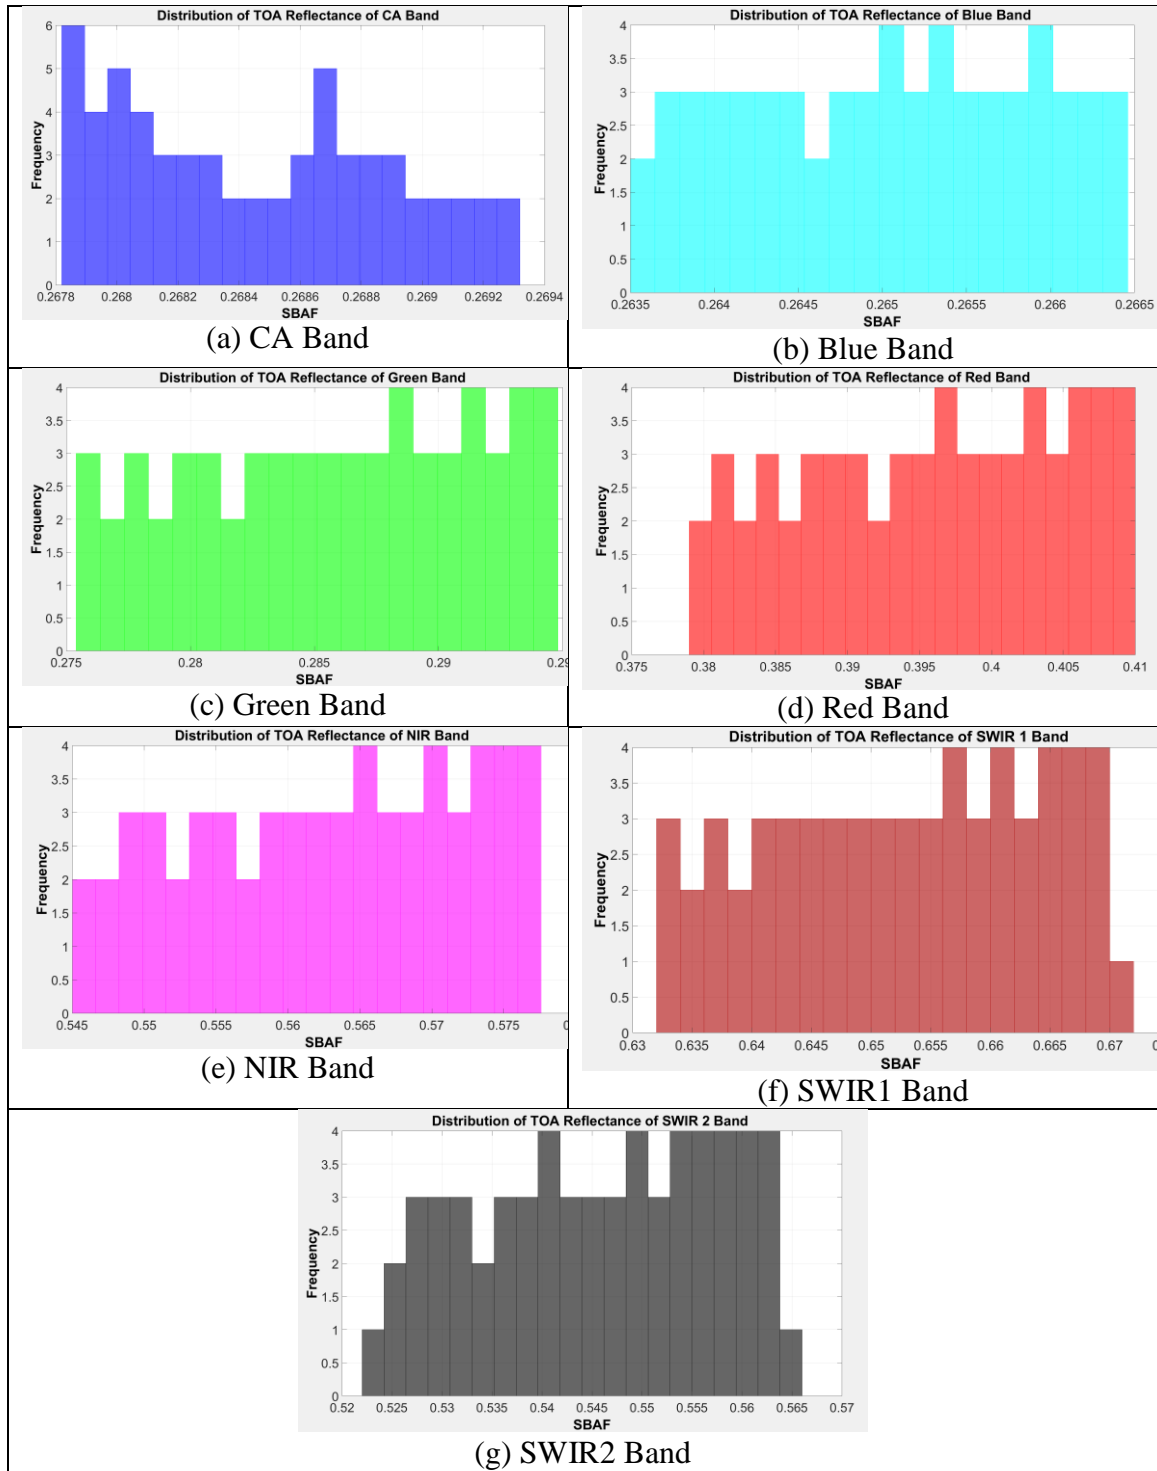 Distribution of TOA Reflectance of CA Band
6
5
4
3
2
1
0
Frequency
0.2678 0.268 0.2682 0.2684 0.2686 0.2688 0.269 0.2692 0.2694
SBAF
(a) CA Band
Distribution of TOA Reflectance of Blue Band
4
3.5
3
2.5
2
1.5
1
0.5
0
Frequency
0.2635 0.264 0.2645 0.265 0.2655 0.266 0.2665
SBAF
(b) Blue Band
Distribution of TOA Reflectance of Green Band
4
3.5
3
2.5
2
1.5
1
0.5
0
Frequency
0.275 0.28 0.285 0.29 0.29
SBAF
(c) Green Band
Distribution of TOA Reflectance of Red Band
4
3.5
3
2.5
2
1.5
1
0.5
0
Frequency
0.375 0.38 0.385 0.39 0.395 0.4 0.405 0.41
SBAF
(d) Red Band
Distribution of TOA Reflectance of NIR Band
4
3.5
3
2.5
2
1.5
1
0.5
0
Frequency
0.545 0.55 0.555 0.56 0.565 0.57 0.575
SBAF
(e) NIR Band
Distribution of TOA Reflectance of SWIR 1 Band
4
3.5
3
2.5
2
1.5
1
0.5
0
Frequency
0.63 0.635 0.64 0.645 0.65 0.655 0.66 0.665 0.67
SBAF
(f) SWIR1 Band
Distribution of TOA Reflectance of SWIR 2 Band
4
3.5
3
2.5
2
1.5
1
0.5
0
Frequency
0.52 0.525 0.53 0.535 0.54 0.545 0.55 0.555 0.56 0.565 0.57
SBAF
(g) SWIR2 Band